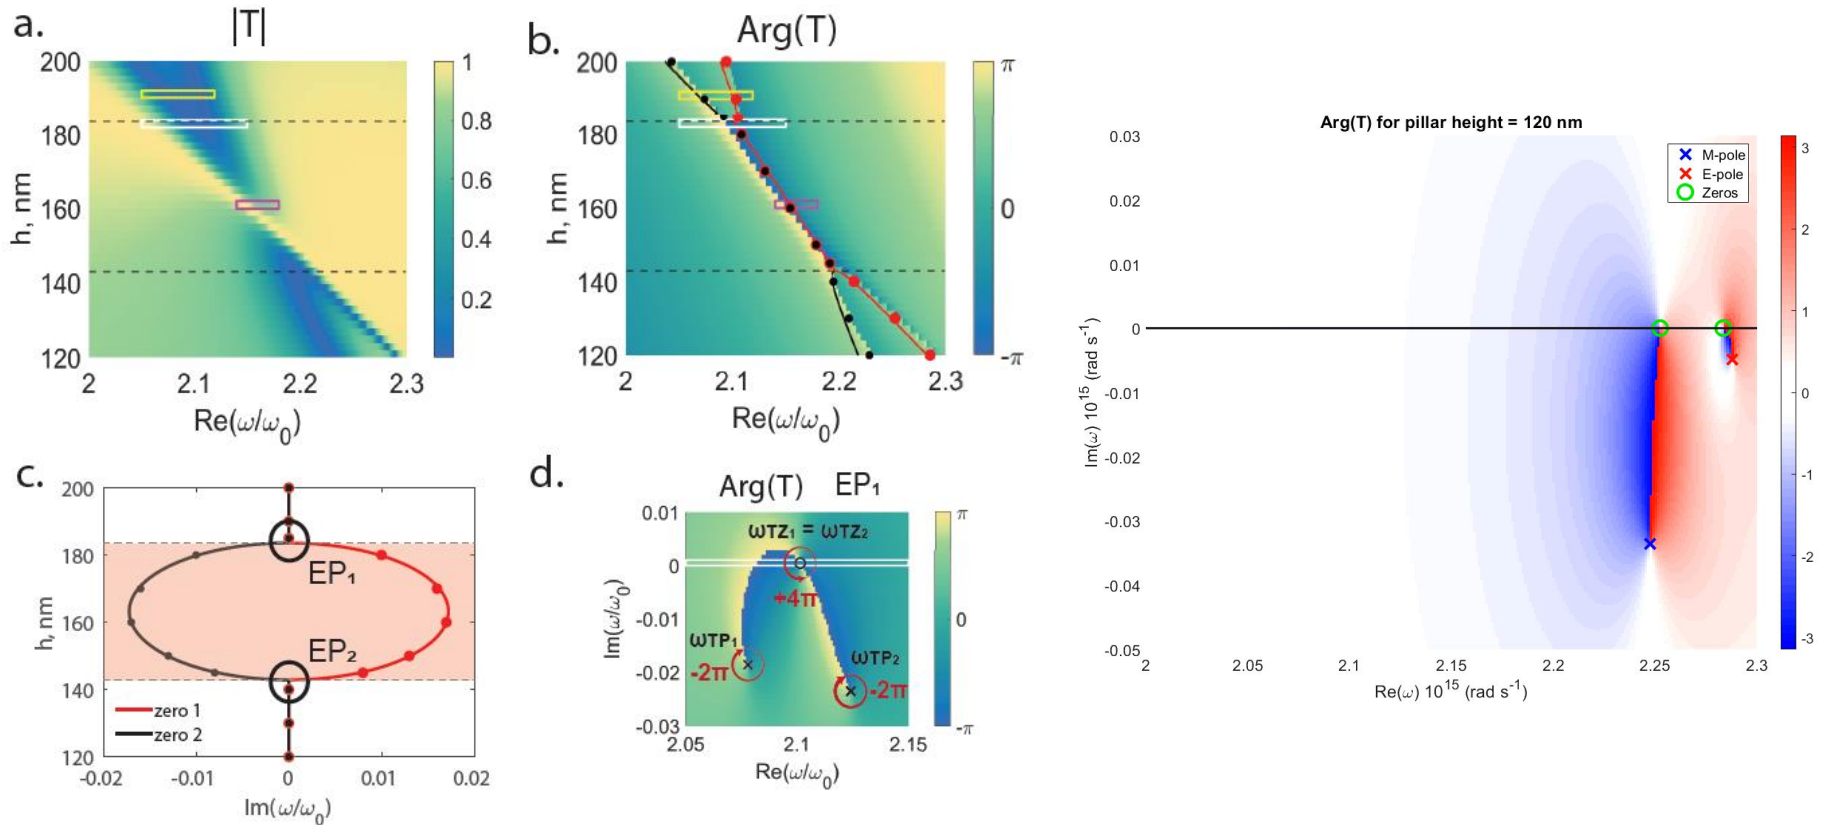 a.
|T|
200
180
160
140
120
h, nm
2
2.1
2.2
2.3
Re(ω/ω₀)
1
0.8
0.6
0.4
0.2
b.
Arg(T)
200
180
160
140
120
h, nm
2
2.1
2.2
2.3
Re(ω/ω₀)
π
0
-π
c.
200
180
160
140
120
h, nm
EP₁
EP₂
zero 1
zero 2
-0.02
-0.01
0
0.01
0.02
Im(ω/ω₀)
d.
Arg(T) EP₁
0.01
0
-0.01
-0.02
-0.03
Im(ω/ω₀)
ωTZ₁ = ωTZ₂
+4π
ωTP₁
-2π
ωTP₂
-2π
2.05
2.1
2.15
Re(ω/ω₀)
π
0
-π
Arg(T) for pillar height = 120 nm
0.03
0.02
0.01
0
-0.01
-0.02
-0.03
-0.04
-0.05
Im(ω) 10¹⁵ (rad s⁻¹)
M-pole
E-pole
Zeros
2
2.05
2.1
2.15
2.2
2.25
2.3
Re(ω) 10¹⁵ (rad s⁻¹)
3
2
1
0
-1
-2
-3